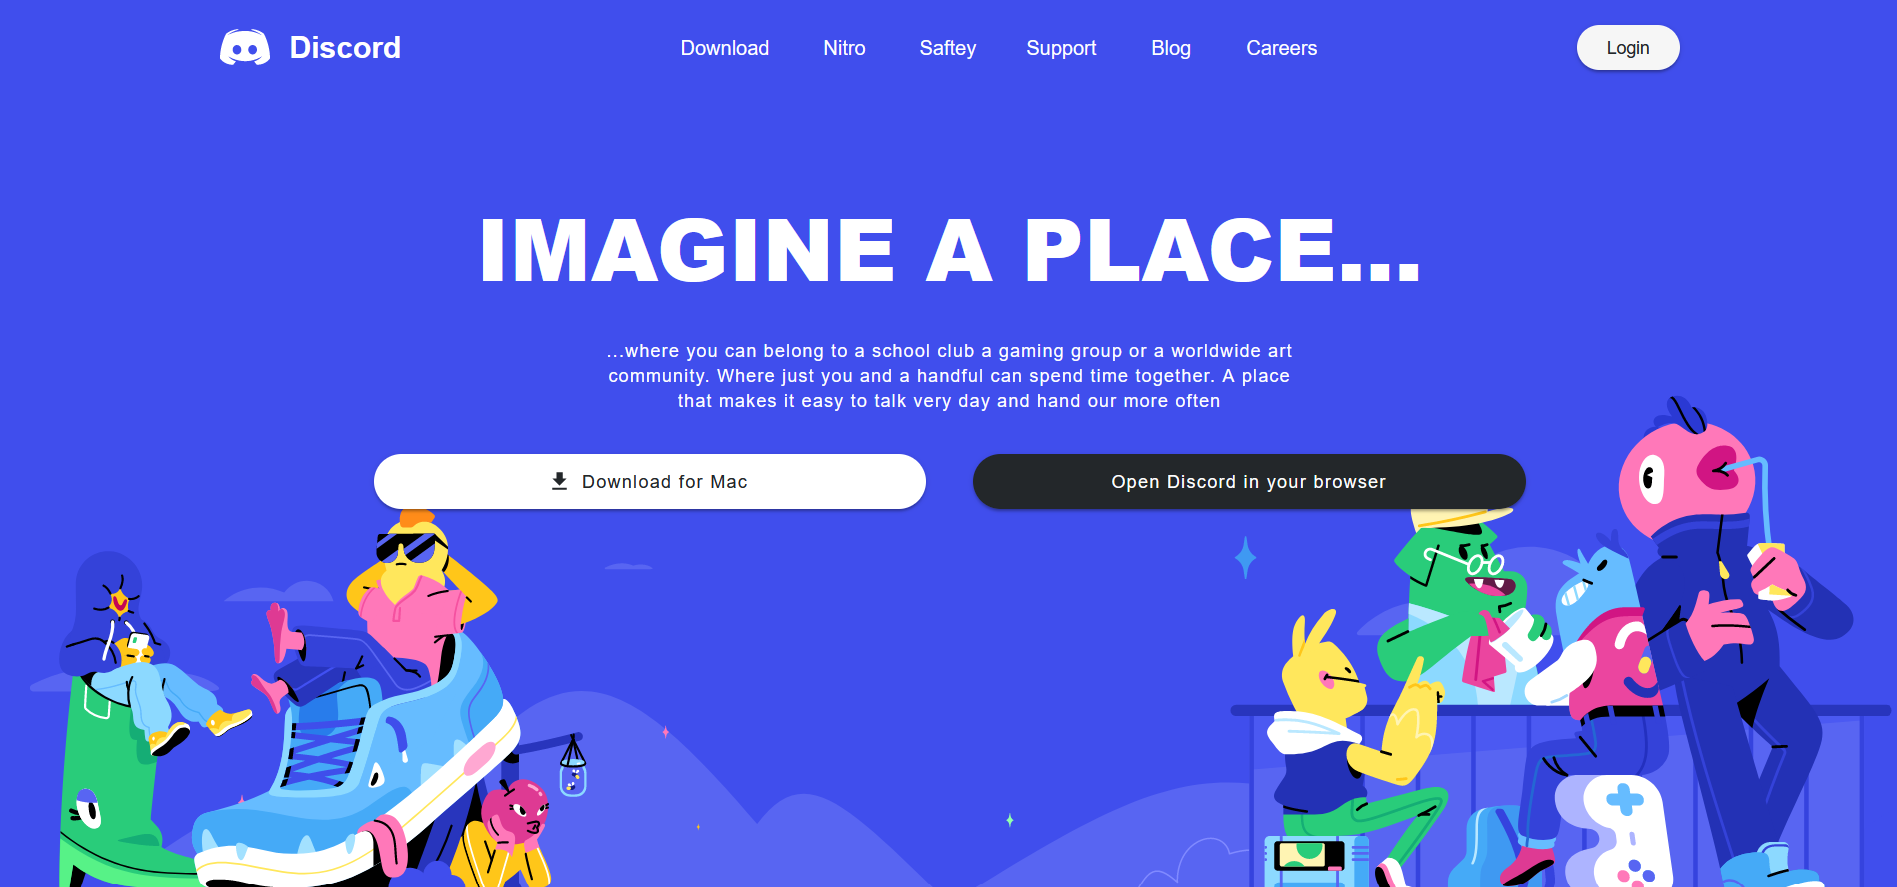 Discord
Download Nitro Saftey Support Blog Careers
Login
IMAGINE A PLACE...
...where you can belong to a school club a gaming group or a worldwide art
community. Where just you and a handful can spend time together. A place
that makes it easy to talk very day and hand our more often
Download for Mac
Open Discord in your browser